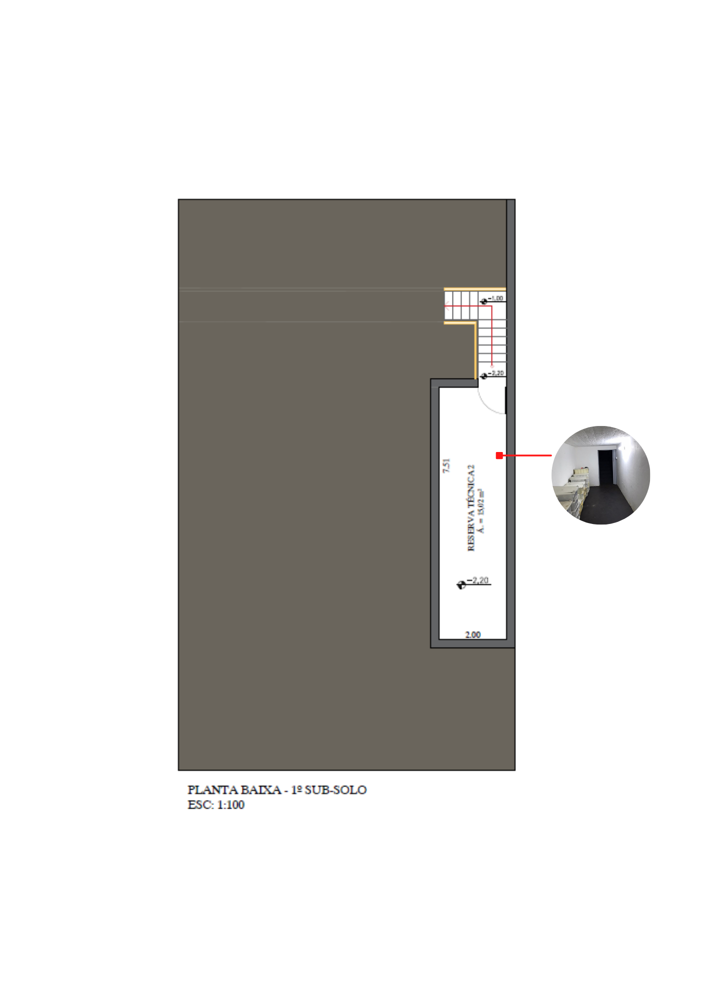 -1,00
-2,20
7.51
RESERVA TÉCNICA 2
Á. = 15,02 m²
-2,20
2.00
PLANTA BAIXA - 1º SUB-SOLO
ESC: 1:100